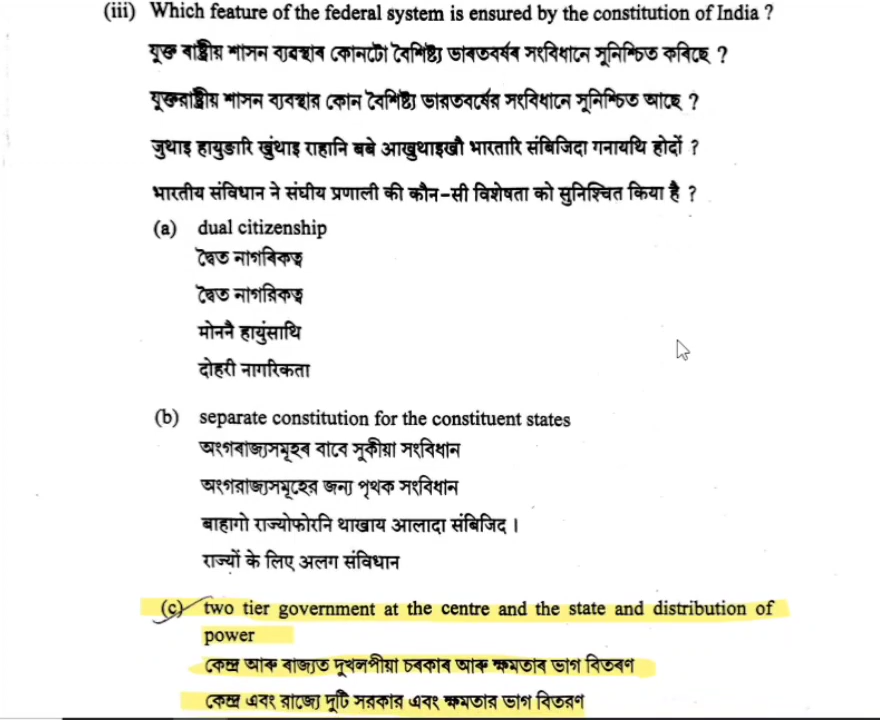 (iii) Which feature of the federal system is ensured by the constitution of India ?
যুক্ত ৰাষ্ট্ৰীয় শাসন ব্যৱস্থাৰ কোনটো বৈশিষ্ট্য ভাৰতবৰ্ষৰ সংবিধানে সুনিশ্চিত কৰিছে ?
যুক্তরাষ্ট্রীয় শাসন ব্যবস্থার কোন বৈশিষ্ট্য ভারতবর্ষের সংবিধানে সুনিশ্চিত আছে ?
जुथाइ हायुङारि खुंथाइ राहानि बबे आखुथाइखौ भारतारि संबिजिदा गनायथि होदों ?
भारतीय संविधान ने संघीय प्रणाली की कौन-सी विशेषता को सुनिश्चित किया है ?
(a) dual citizenship
দ্বৈত নাগৰিকত্ব
দ্বৈত নাগরিকত্ব
मोननै हायुंसाथि
दोहरी नागरिकता
(b) separate constitution for the constituent states
অংগৰাজ্যসমূহৰ বাবে সুকীয়া সংবিধান
অংগরাজ্যসমূহের জন্য পৃথক সংবিধান
बाहागो राज्योफोरनि थाखाय आलादा संबिजिद ।
राज्यों के लिए अलग संविधान
(c) two tier government at the centre and the state and distribution of
power
কেন্দ্ৰ আৰু ৰাজ্যত দুখলপীয়া চৰকাৰ আৰু ক্ষমতাৰ ভাগ বিতৰণ
কেন্দ্র এবং রাজ্যে দুটি সরকার এবং ক্ষমতার ভাগ বিতরণ